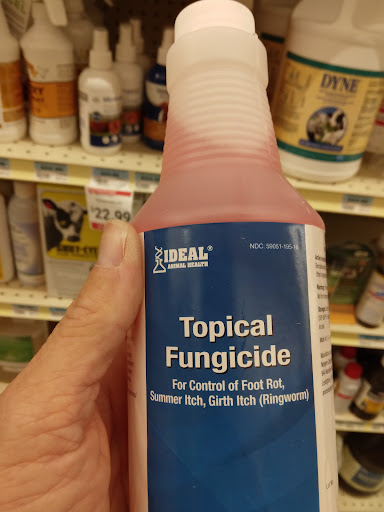 DYNE
22.99
IDEAL®
ANIMAL HEALTH
NDC: 59051-195-16
Topical
Fungicide
For Control of Foot Rot,
Summer Itch, Girth Itch (Ringworm)